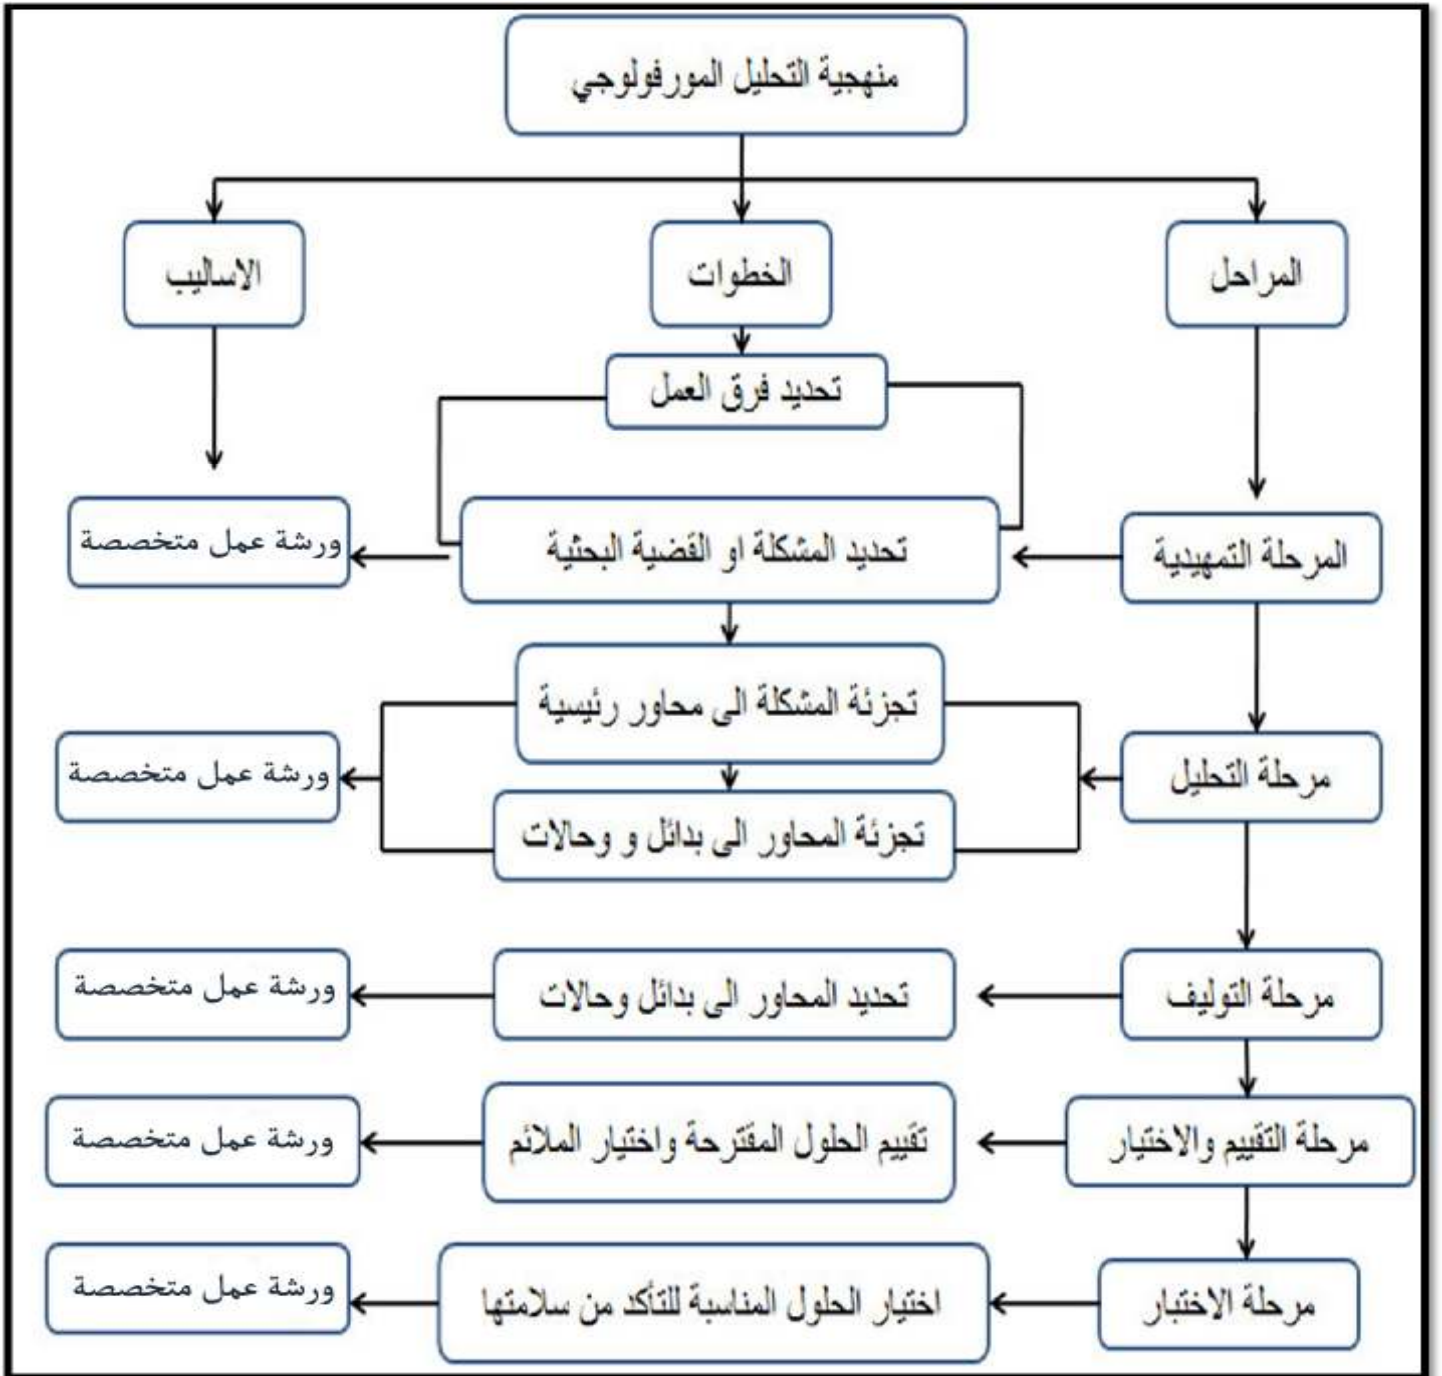 منهجية التحليل المورفولوجي
المراحل
الخطوات
الاساليب
تحديد فرق العمل
المرحلة التمهيدية
تحديد المشكلة او القضية البحثية
ورشة عمل متخصصة
تجزئة المشكلة الى محاور رئيسية
مرحلة التحليل
ورشة عمل متخصصة
تجزئة المحاور الى بدائل و وحالات
مرحلة التوليف
تحديد المحاور الى بدائل وحالات
ورشة عمل متخصصة
مرحلة التقييم والاختيار
تقييم الحلول المقترحة واختيار الملائم
ورشة عمل متخصصة
مرحلة الاختبار
اختيار الحلول المناسبة للتأكد من سلامتها
ورشة عمل متخصصة